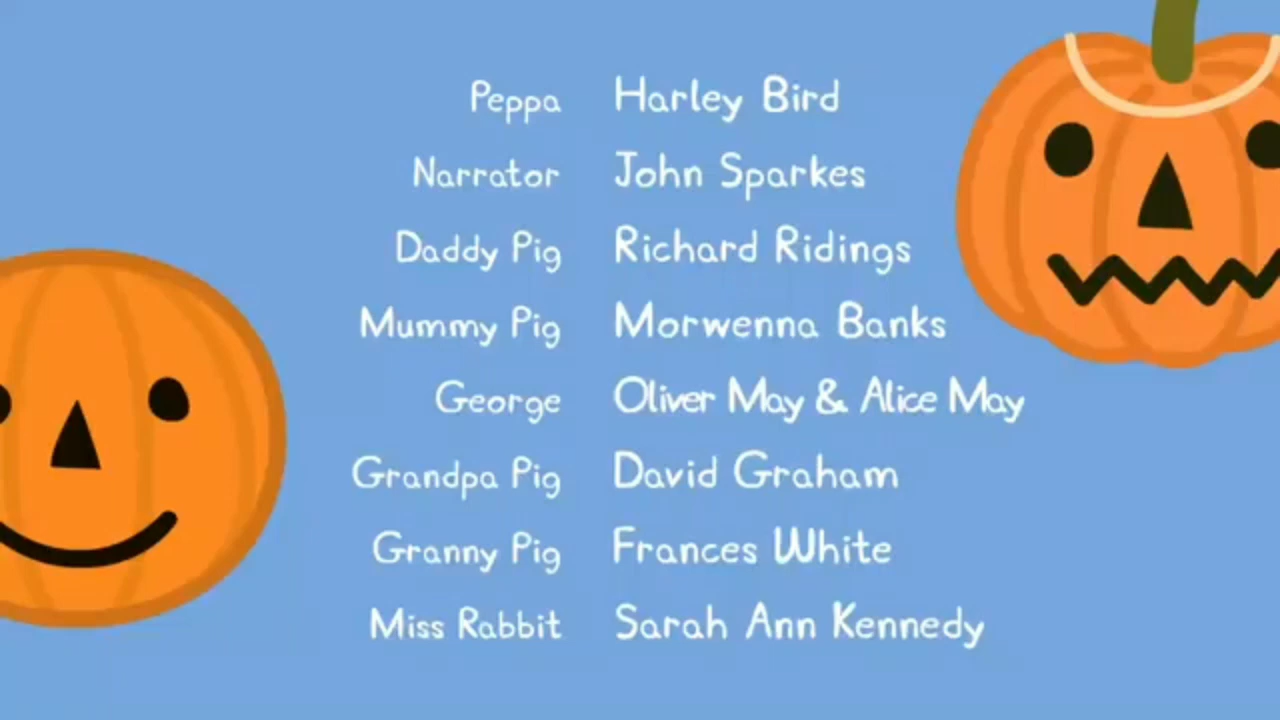 Peppa Harley Bird
Narrator John Sparkes
Daddy Pig Richard Ridings
Mummy Pig Morwenna Banks
George Oliver May & Alice May
Grandpa Pig David Graham
Granny Pig Frances White
Miss Rabbit Sarah Ann Kennedy